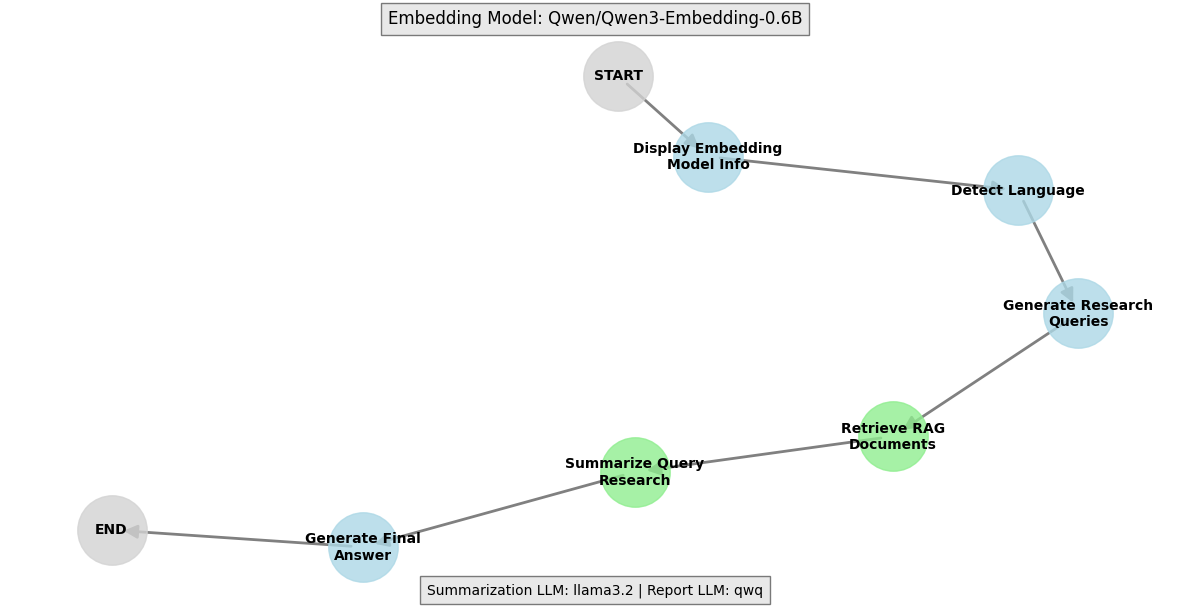 Embedding Model: Qwen/Qwen3-Embedding-0.6B
START
Display Embedding
Model Info
Detect Language
Generate Research
Queries
Retrieve RAG
Documents
Summarize Query
Research
Generate Final
Answer
END
Summarization LLM: llama3.2 | Report LLM: qwq